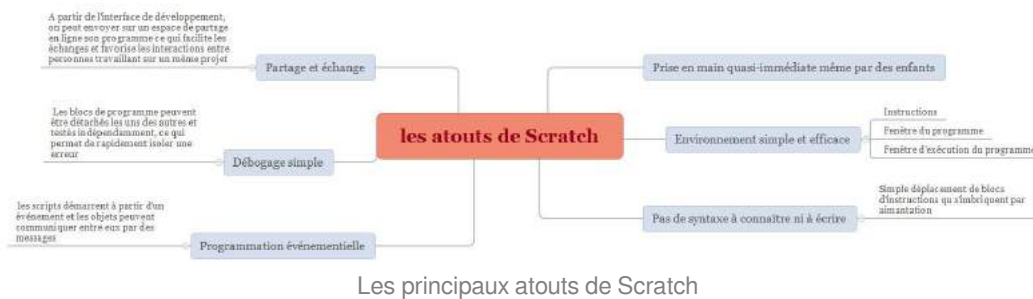 A partir de l'interface de développement,
on peut envoyer sur un espace de partage
en ligne son programme ce qui facilite les
échanges et favorise les interactions entre
personnes travaillant sur un même projet
Partage et échange
Les blocs de programme peuvent
être détachés les uns des autres et
testés indépendamment, ce qui
permet de rapidement isoler une
erreur
Débogage simple
les scripts démarrent à partir d'un
événement et les objets peuvent
communiquer entre eux par des
messages
Programmation événementielle
les atouts de Scratch
Prise en main quasi-immédiate même par des enfants
Environnement simple et efficace
Instructions
Fenêtre du programme
Fenêtre d'exécution du programme
Pas de syntaxe à connaître ni à écrire
Simple déplacement de blocs
d'instructions qu s'imbriquent par
aimantation
Les principaux atouts de Scratch